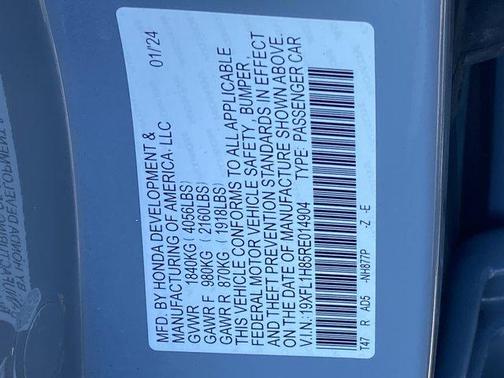 MFD. BY HONDA DEVELOPMENT & 01/24
MANUFACTURING OF AMERICA, LLC
GVWR 1840KG ( 4056LBS)
GAWR F 980KG ( 2160LBS)
GAWR R 870KG ( 1918LBS)
THIS VEHICLE CONFORMS TO ALL APPLICABLE
FEDERAL MOTOR VEHICLE SAFETY, BUMPER,
AND THEFT PREVENTION STANDARDS IN EFFECT
ON THE DATE OF MANUFACTURE SHOWN ABOVE.
V.I.N: 19XFL1H85RE014904 TYPE: PASSENGER CAR
T47 R AD5 -NH877P -Z -E